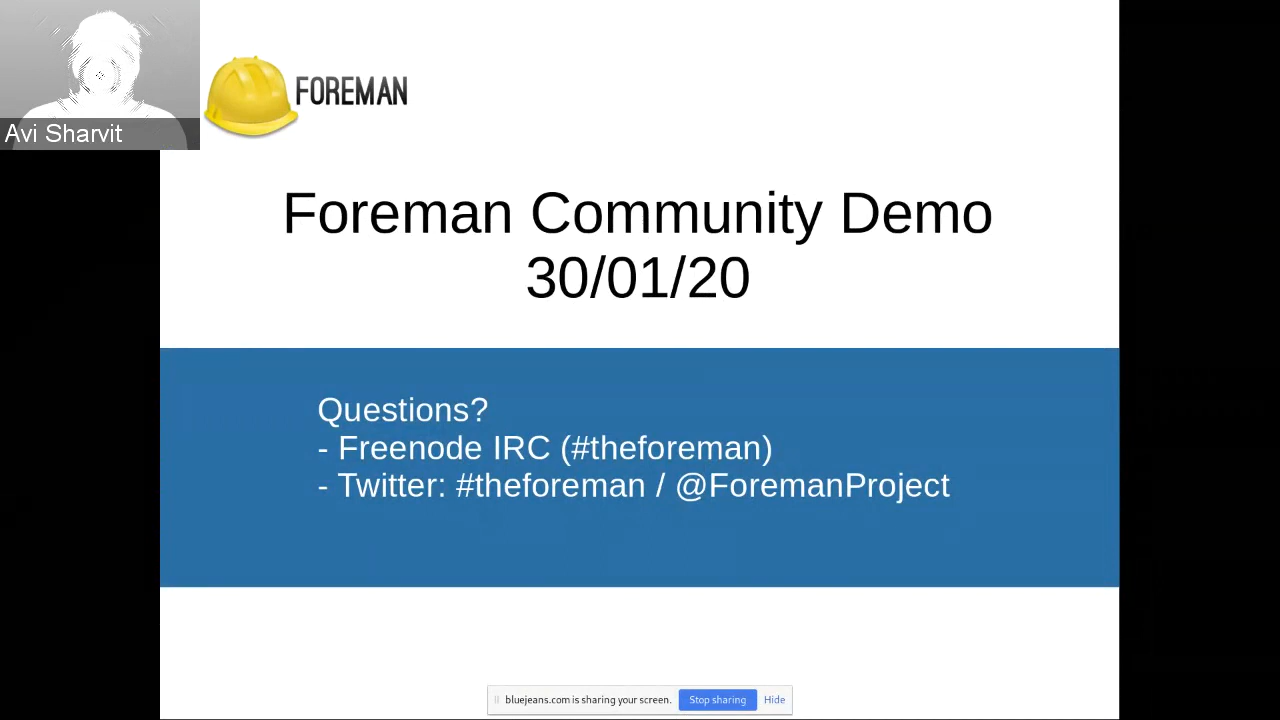 Avi Sharvit
FOREMAN
Foreman Community Demo
30/01/20
Questions?
- Freenode IRC (#theforeman)
- Twitter: #theforeman / @ForemanProject
bluejeans.com is sharing your screen. Stop sharing Hide